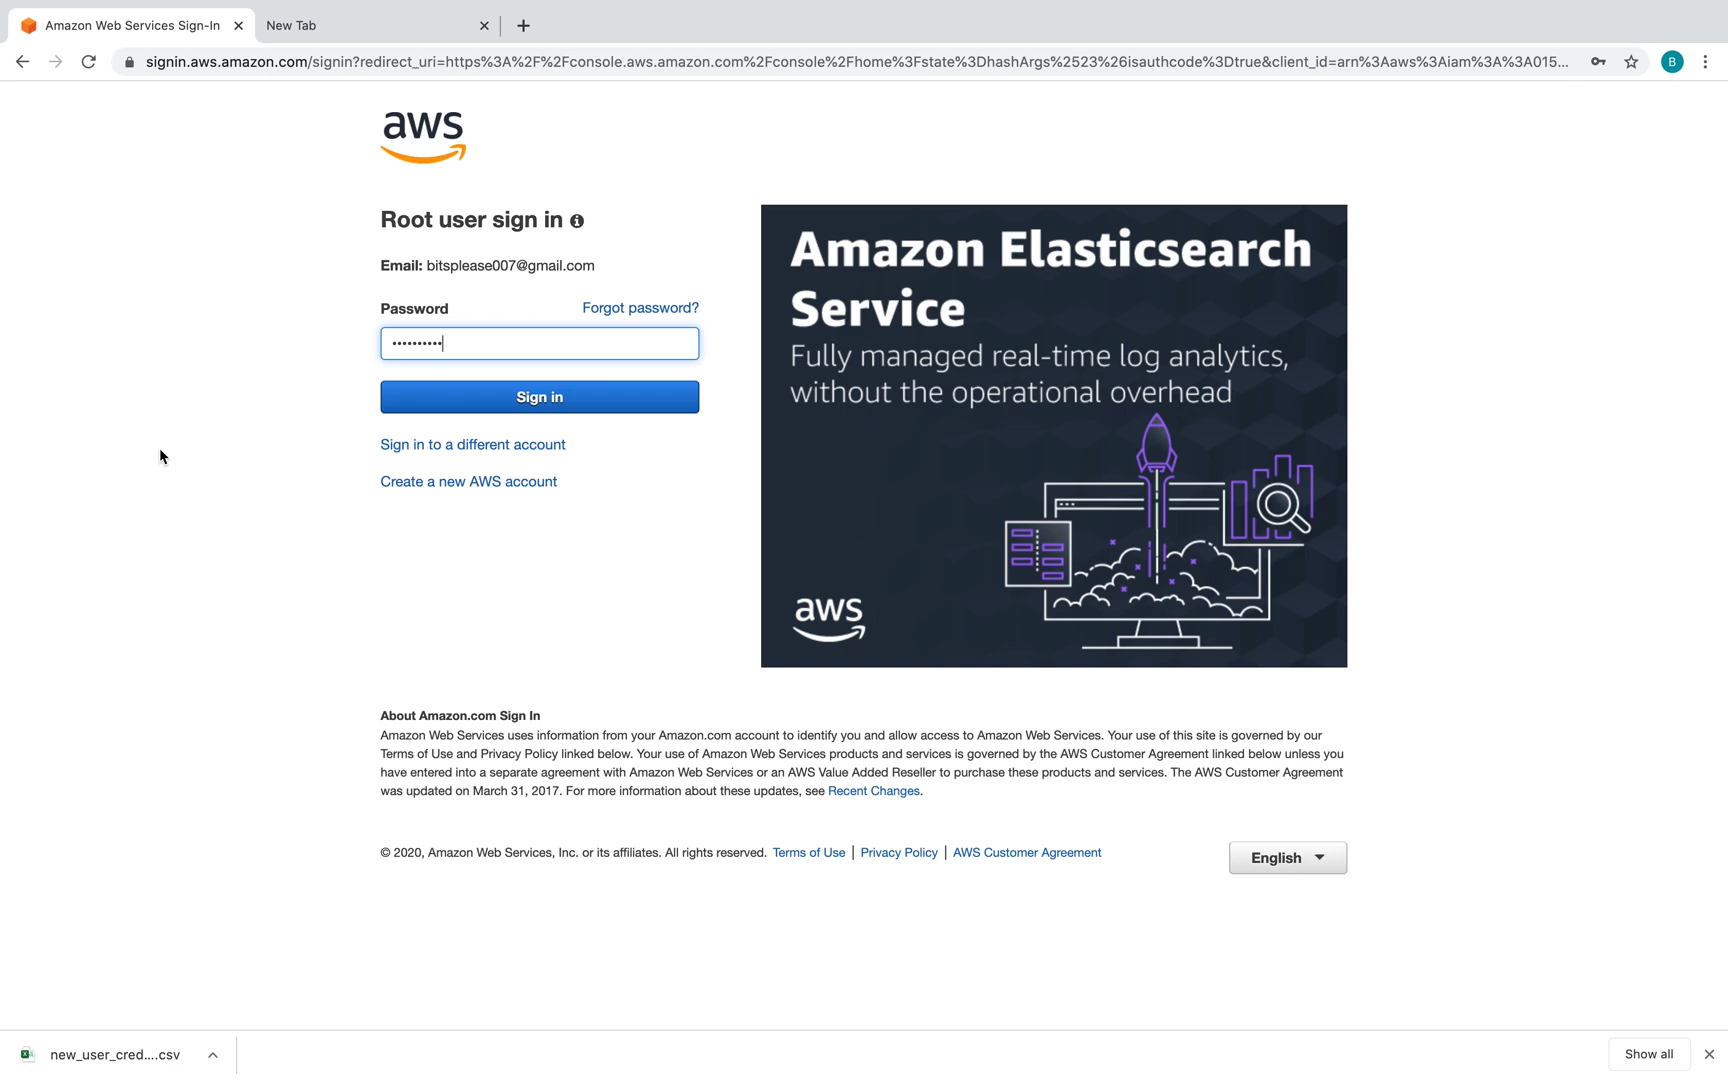 Amazon Web Services Sign-In
New Tab
signin.aws.amazon.com/signin?redirect_uri=https%3A%2F%2Fconsole.aws.amazon.com%2Fconsole%2Fhome%3Fstate%3DhashArgs%2523%26isauthcode%3Dtrue&client_id=arn%3Aaws%3Aiam%3A%3A015...
B
aws
Root user sign in
Email: bitsplease007@gmail.com
Password
Forgot password?
••••••••••
Sign in
Sign in to a different account
Create a new AWS account
Amazon Elasticsearch
Service
Fully managed real-time log analytics,
without the operational overhead
aws
About Amazon.com Sign In
Amazon Web Services uses information from your Amazon.com account to identify you and allow access to Amazon Web Services. Your use of this site is governed by our
Terms of Use and Privacy Policy linked below. Your use of Amazon Web Services products and services is governed by the AWS Customer Agreement linked below unless you
have entered into a separate agreement with Amazon Web Services or an AWS Value Added Reseller to purchase these products and services. The AWS Customer Agreement
was updated on March 31, 2017. For more information about these updates, see Recent Changes.
© 2020, Amazon Web Services, Inc. or its affiliates. All rights reserved. Terms of Use | Privacy Policy | AWS Customer Agreement
English
new_user_cred....csv
Show all